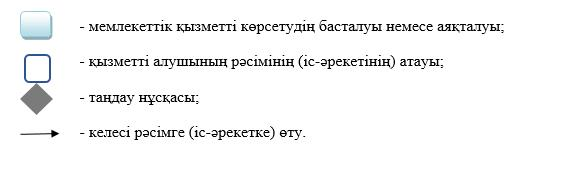 - мемлекеттік қызметті көрсетудің басталуы немесе аяқталуы;
- қызметті алушының рәсімінің (іс-әрекетінің) атауы;
- таңдау нұсқасы;
- келесі рәсімге (іс-әрекетке) өту.